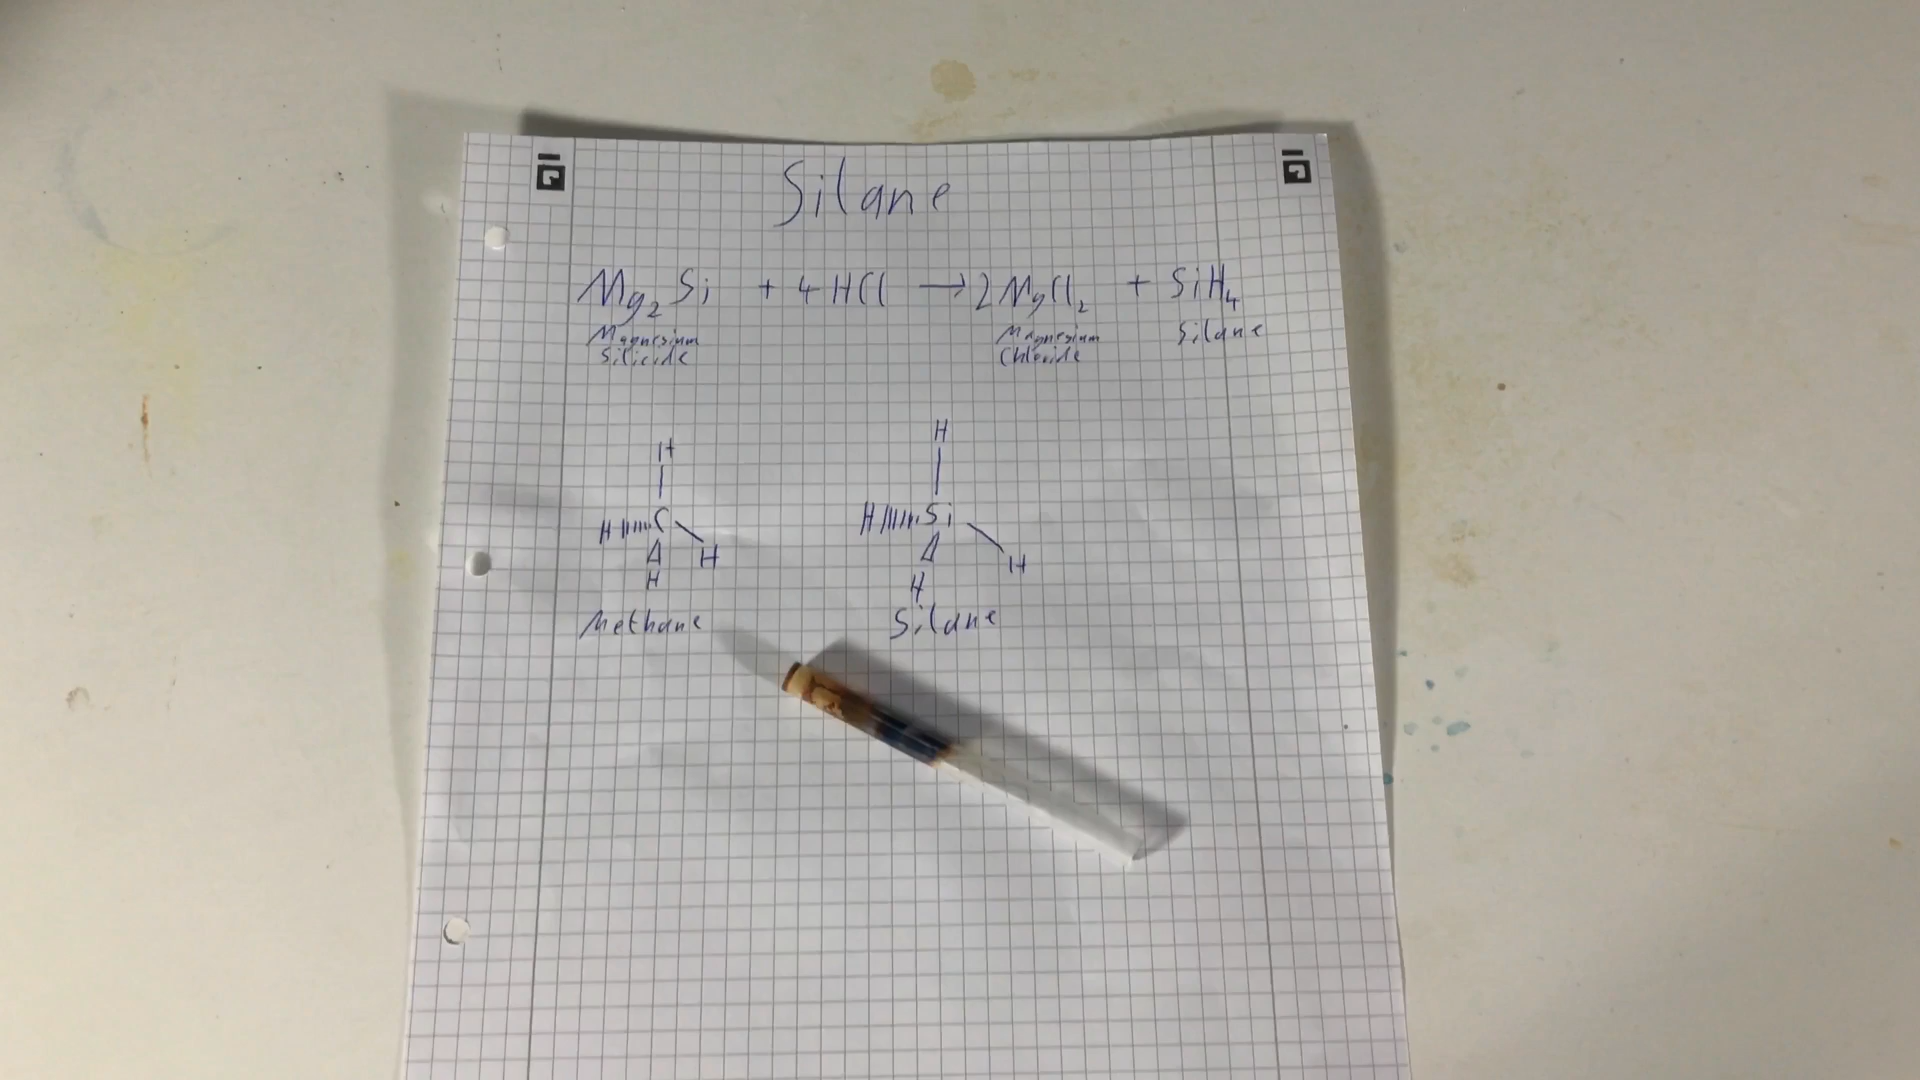 Silane
Mg₂Si + 4 HCl → 2 MgCl₂ + SiH₄
Magnesium Silicide
Magnesium Chloride
Silane
H
H C H
H
Methane
H
H Si H
H
Silane